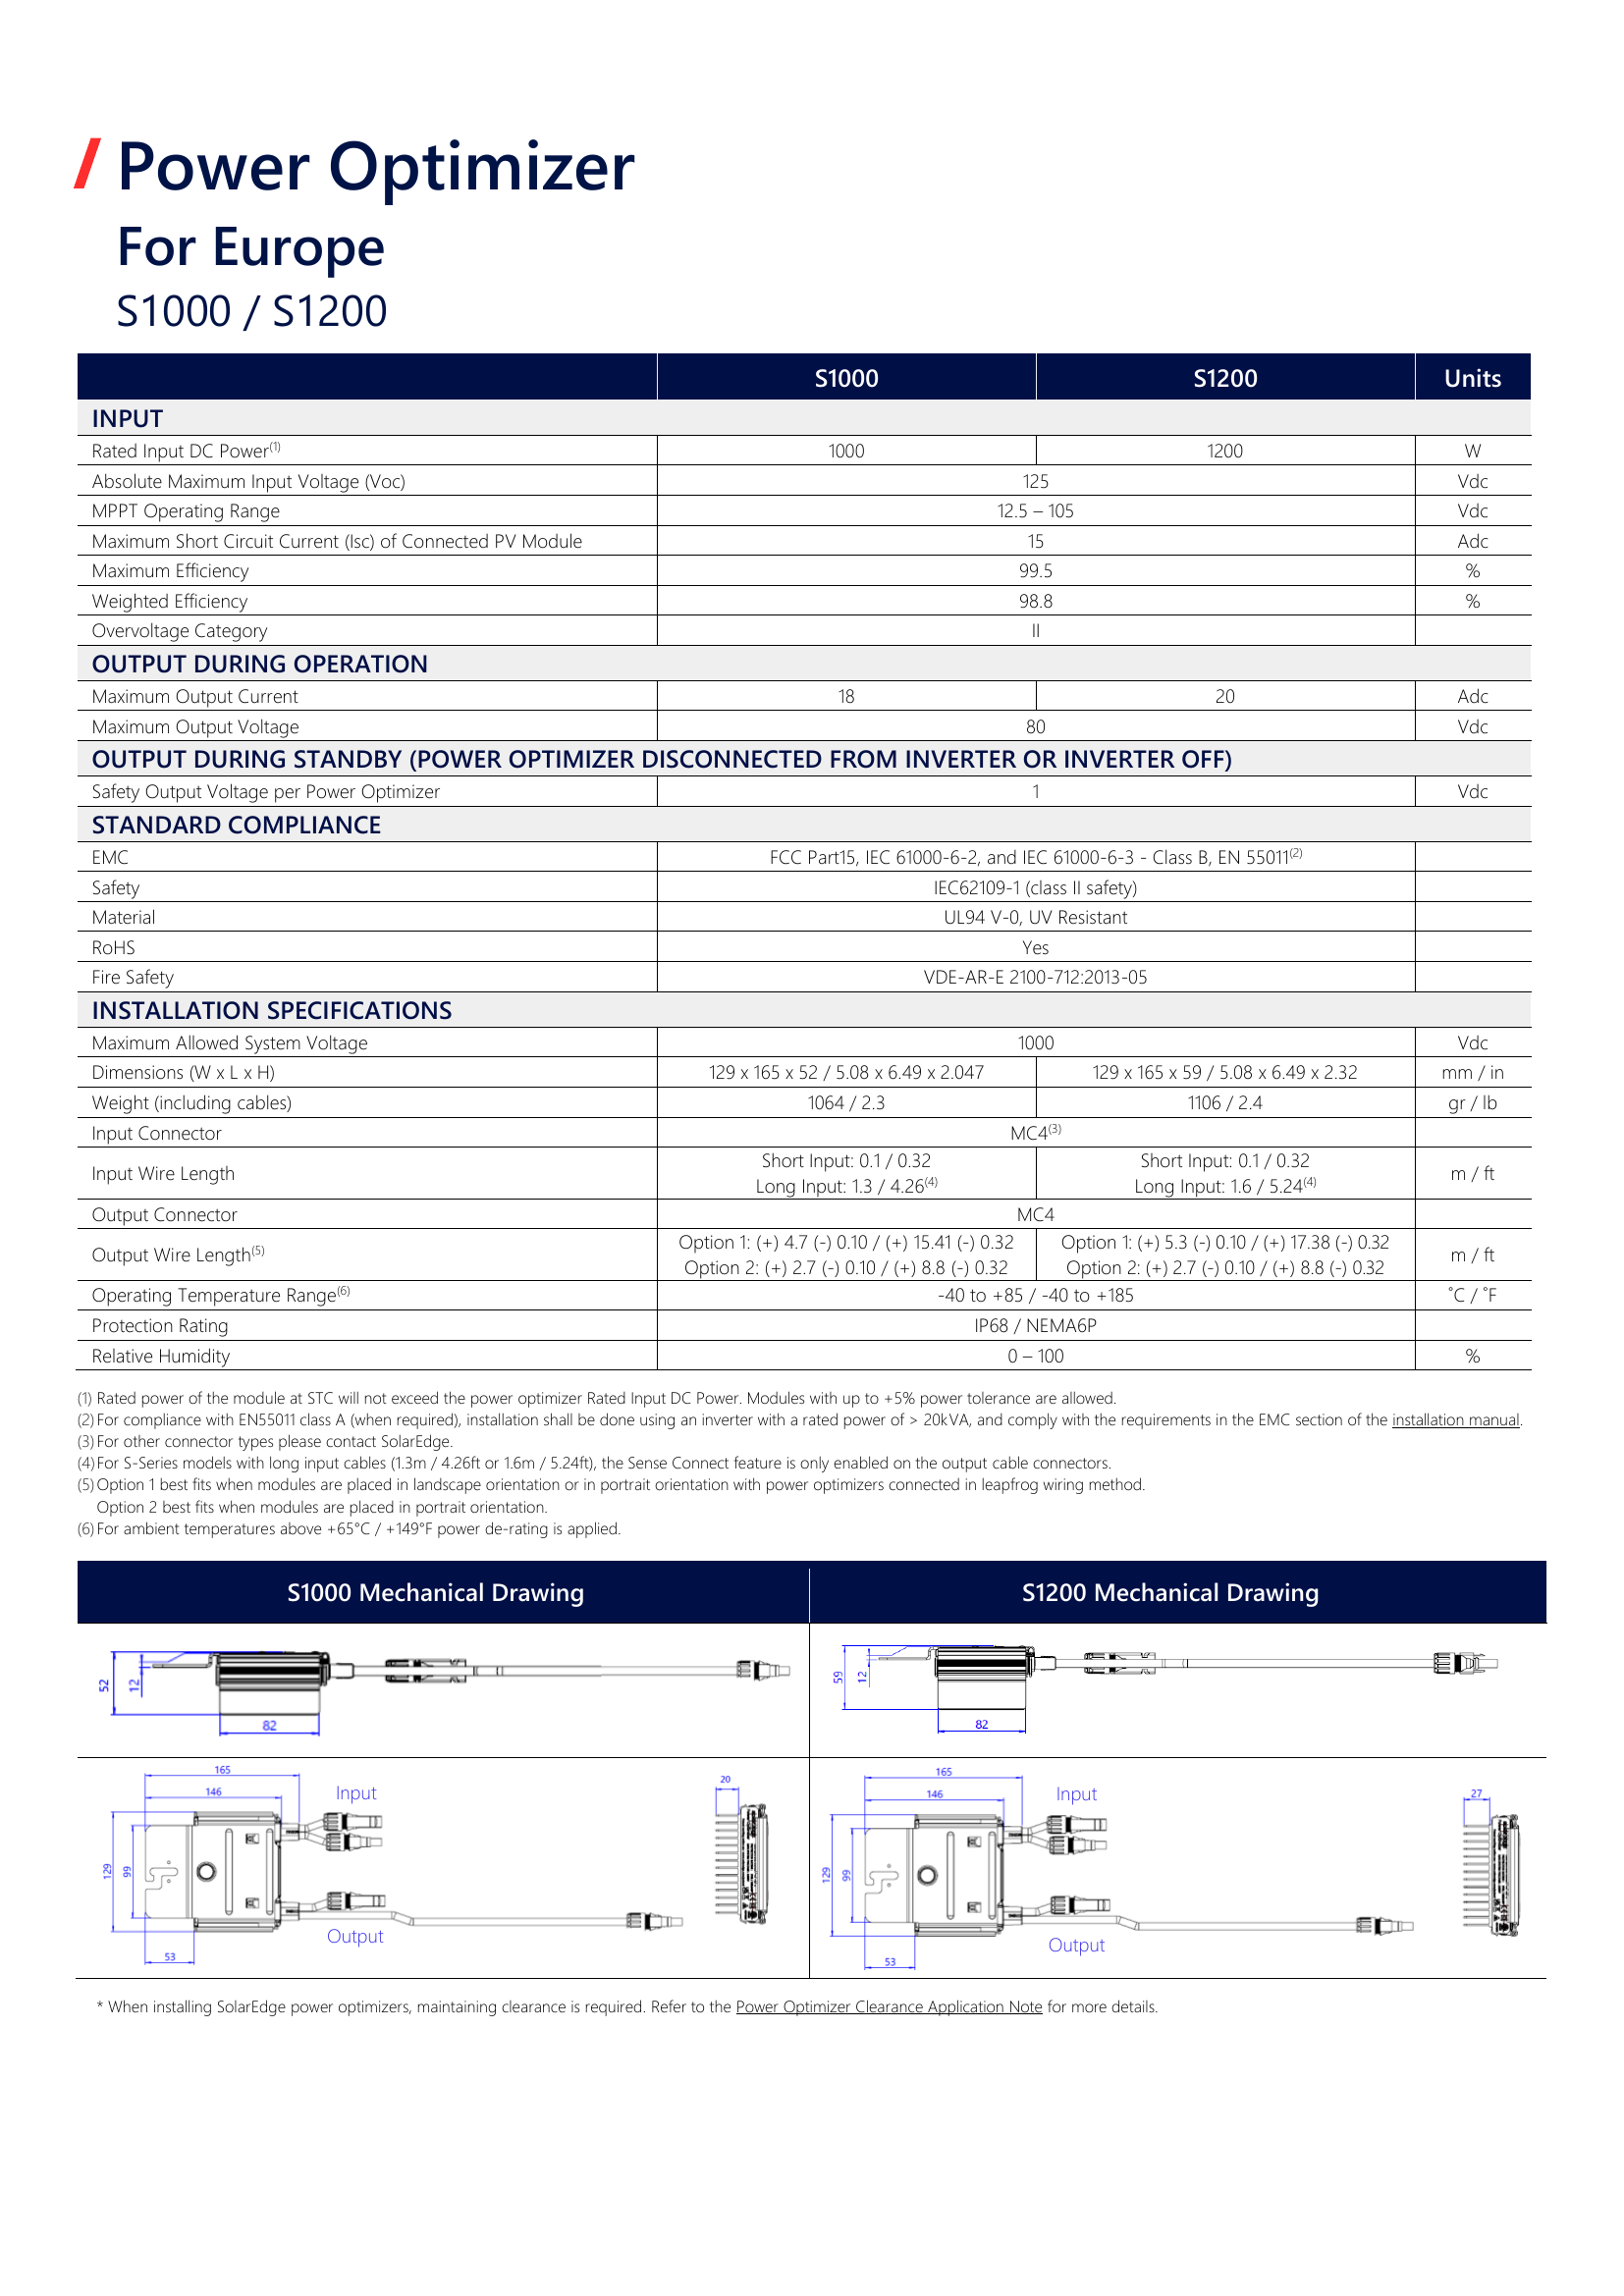 Power Optimizer
For Europe
S1000 / S1200
S1000 S1200 Units
INPUT
Rated Input DC Power(1) 1000 1200 W
Absolute Maximum Input Voltage (Voc) 125 Vdc
MPPT Operating Range 12.5 – 105 Vdc
Maximum Short Circuit Current (Isc) of Connected PV Module 15 Adc
Maximum Efficiency 99.5 %
Weighted Efficiency 98.8 %
Overvoltage Category II
OUTPUT DURING OPERATION
Maximum Output Current 18 20 Adc
Maximum Output Voltage 80 Vdc
OUTPUT DURING STANDBY (POWER OPTIMIZER DISCONNECTED FROM INVERTER OR INVERTER OFF)
Safety Output Voltage per Power Optimizer 1 Vdc
STANDARD COMPLIANCE
EMC FCC Part15, IEC 61000-6-2, and IEC 61000-6-3 - Class B, EN 55011(2)
Safety IEC62109-1 (class II safety)
Material UL94 V-0, UV Resistant
RoHS Yes
Fire Safety VDE-AR-E 2100-712:2013-05
INSTALLATION SPECIFICATIONS
Maximum Allowed System Voltage 1000 Vdc
Dimensions (W x L x H) 129 x 165 x 52 / 5.08 x 6.49 x 2.047 129 x 165 x 59 / 5.08 x 6.49 x 2.32 mm / in
Weight (including cables) 1064 / 2.3 1106 / 2.4 gr / lb
Input Connector MC4(3)
Input Wire Length Short Input: 0.1 / 0.32 Short Input: 0.1 / 0.32 m / ft
Long Input: 1.3 / 4.26(4) Long Input: 1.6 / 5.24(4)
Output Connector MC4
Output Wire Length(5) Option 1: (+) 4.7 (-) 0.10 / (+) 15.41 (-) 0.32 Option 1: (+) 5.3 (-) 0.10 / (+) 17.38 (-) 0.32 m / ft
Option 2: (+) 2.7 (-) 0.10 / (+) 8.8 (-) 0.32 Option 2: (+) 2.7 (-) 0.10 / (+) 8.8 (-) 0.32
Operating Temperature Range(6) -40 to +85 / -40 to +185 ˚C / ˚F
Protection Rating IP68 / NEMA6P
Relative Humidity 0 – 100 %
(1) Rated power of the module at STC will not exceed the power optimizer Rated Input DC Power. Modules with up to +5% power tolerance are allowed.
(2) For compliance with EN55011 class A (when required), installation shall be done using an inverter with a rated power of > 20kVA, and comply with the requirements in the EMC section of the installation manual.
(3) For other connector types please contact SolarEdge.
(4) For S-Series models with long input cables (1.3m / 4.26ft or 1.6m / 5.24ft), the Sense Connect feature is only enabled on the output cable connectors.
(5) Option 1 best fits when modules are placed in landscape orientation or in portrait orientation with power optimizers connected in leapfrog wiring method.
Option 2 best fits when modules are placed in portrait orientation.
(6) For ambient temperatures above +65°C / +149°F power de-rating is applied.
S1000 Mechanical Drawing S1200 Mechanical Drawing
52 12 82
59 12 82
165
146
Input
20
129 99
53
Output
165
146
Input
27
129 99
53
Output
* When installing SolarEdge power optimizers, maintaining clearance is required. Refer to the Power Optimizer Clearance Application Note for more details.